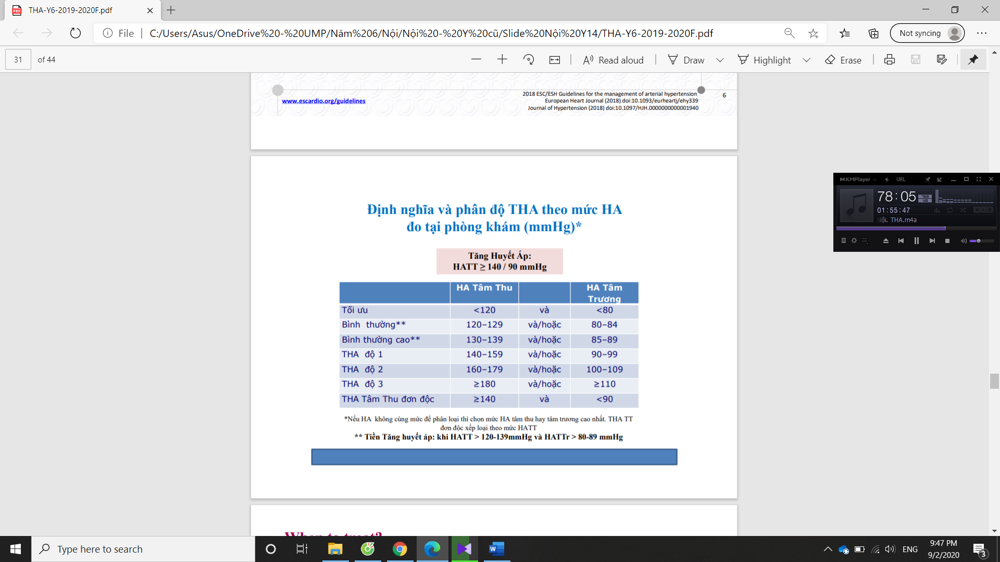 THA-Y6-2019-2020F.pdf
File
C:/Users/Asus/OneDrive%20-%20UMP/Năm%206/Nội/Nội%20-%20Y%20cũ/Slide%20Nội%20Y14/THA-Y6-2019-2020F.pdf
Not syncing
31 of 44
Read aloud
Draw
Highlight
Erase
www.escardio.org/guidelines
2018 ESC/ESH Guidelines for the management of arterial hypertension
European Heart Journal (2018) doi:10.1093/eurheartj/ehy339
Journal of Hypertension (2018) doi:10.1097/HJH.0000000000001940
6
Định nghĩa và phân độ THA theo mức HA
đo tại phòng khám (mmHg)*
Tăng Huyết Áp:
HATT ≥ 140 / 90 mmHg
HA Tâm Thu HA Tâm
Trương
Tối ưu <120 và <80
Bình thường** 120–129 và/hoặc 80–84
Bình thường cao** 130–139 và/hoặc 85–89
THA độ 1 140–159 và/hoặc 90–99
THA độ 2 160–179 và/hoặc 100–109
THA độ 3 ≥180 và/hoặc ≥110
THA Tâm Thu đơn độc ≥140 và <90
*Nếu HA không cùng mức để phân loại thì chọn mức HA tâm thu hay tâm trương cao nhất. THA TT
đơn độc xếp loại theo mức HATT
** Tiền Tăng huyết áp: khi HATT > 120-139mmHg và HATTr > 80-89 mmHg
When to treat?
KMPlayer
URL
78:05
01:55:47
Nội. THA.m4a
Type here to search
ENG
9:47 PM
9/2/2020
3